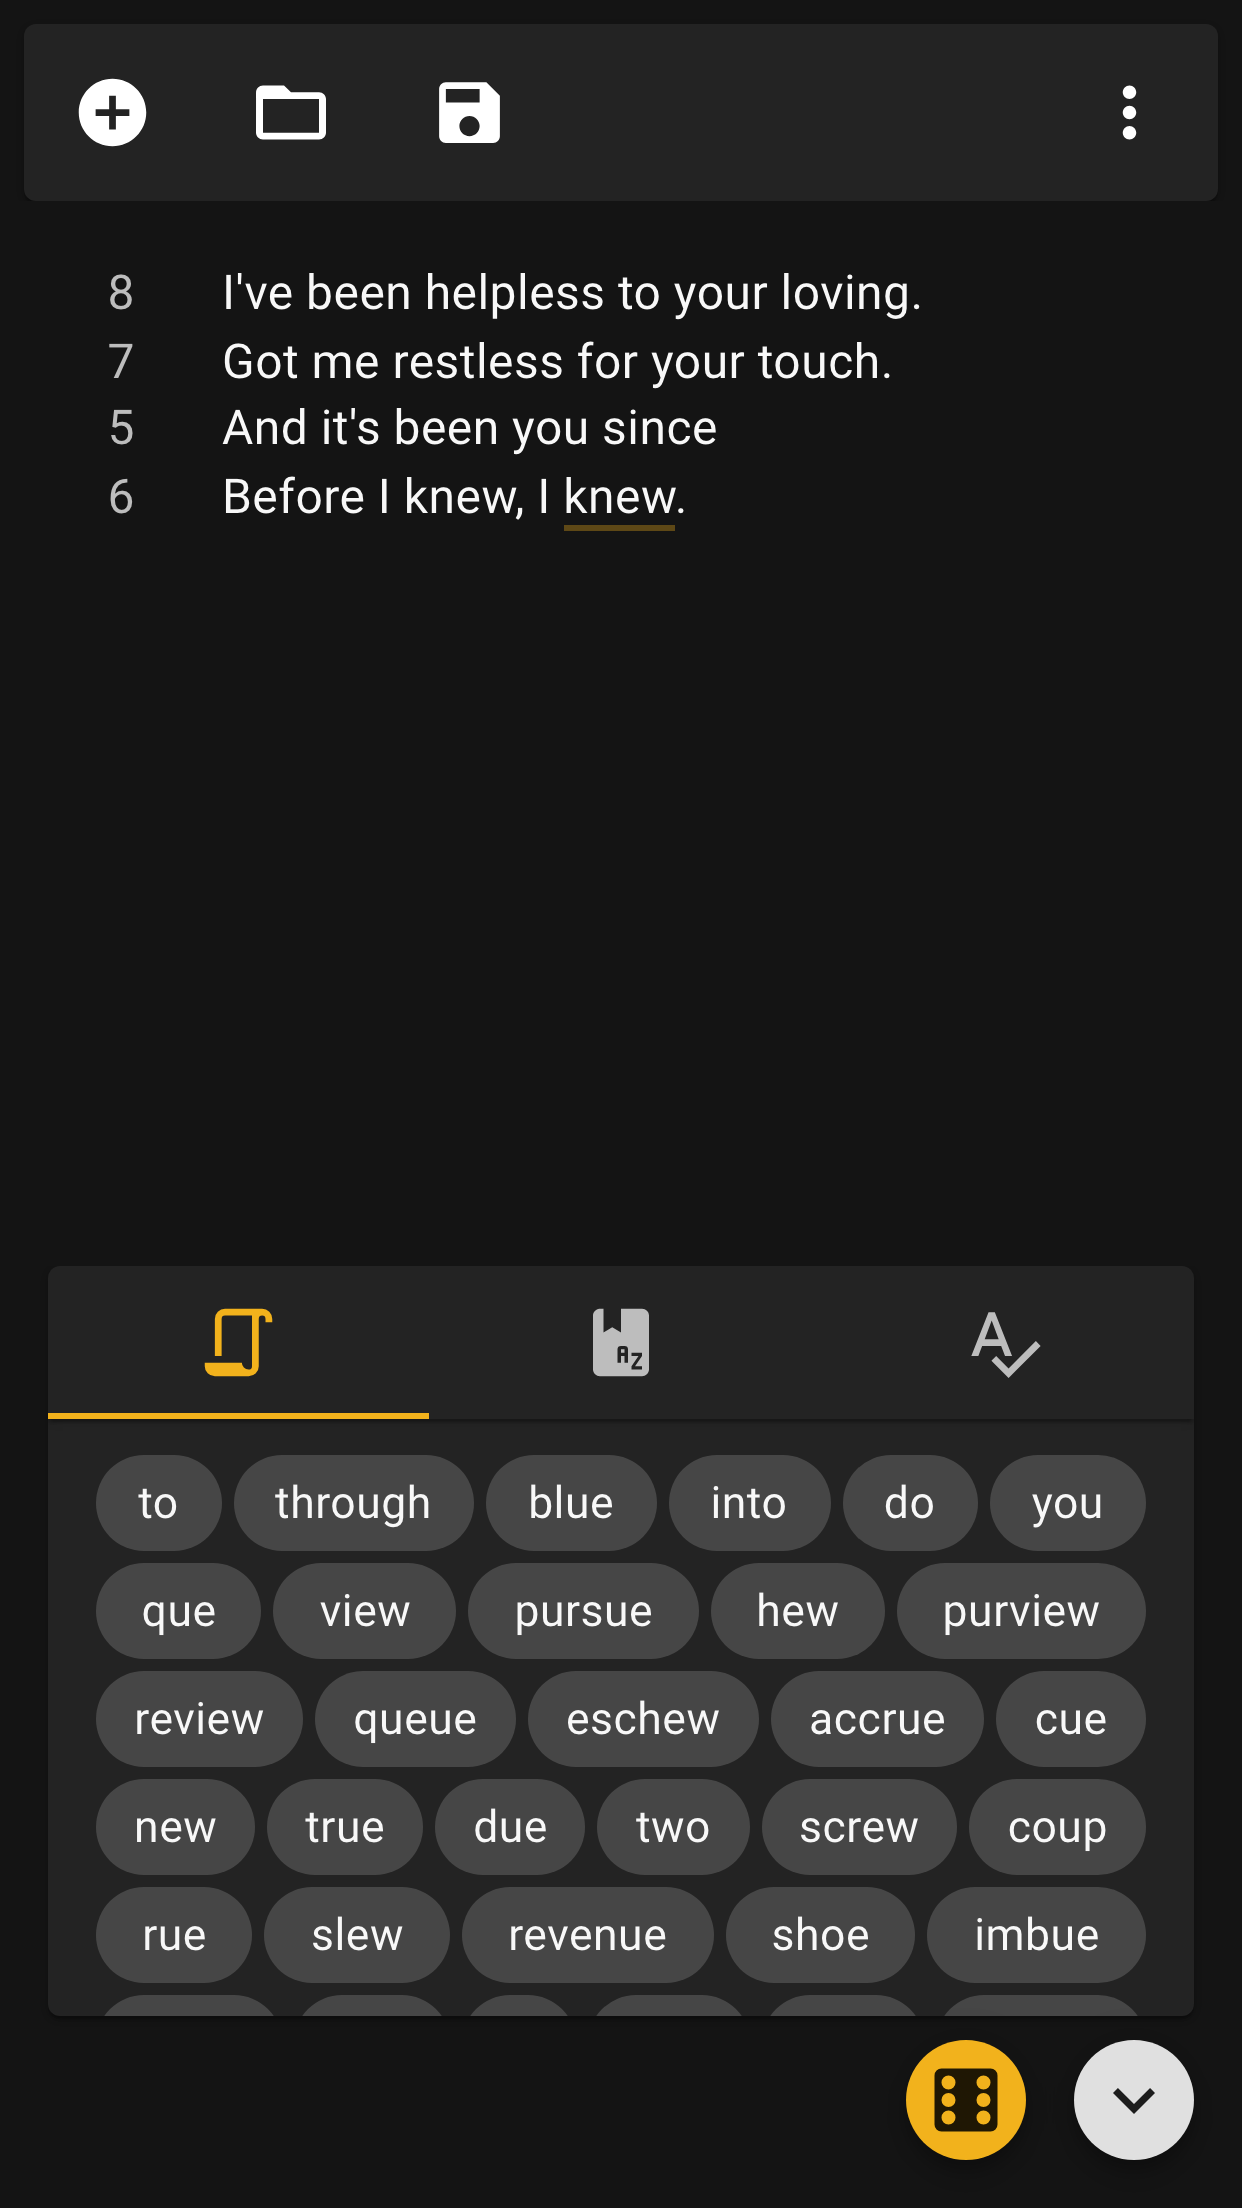 8 I've been helpless to your loving.
7 Got me restless for your touch.
5 And it's been you since
6 Before I knew, I knew.
A Z
A
to through blue into do you
que view pursue hew purview
review queue eschew accrue cue
new true due two screw coup
rue slew revenue shoe imbue